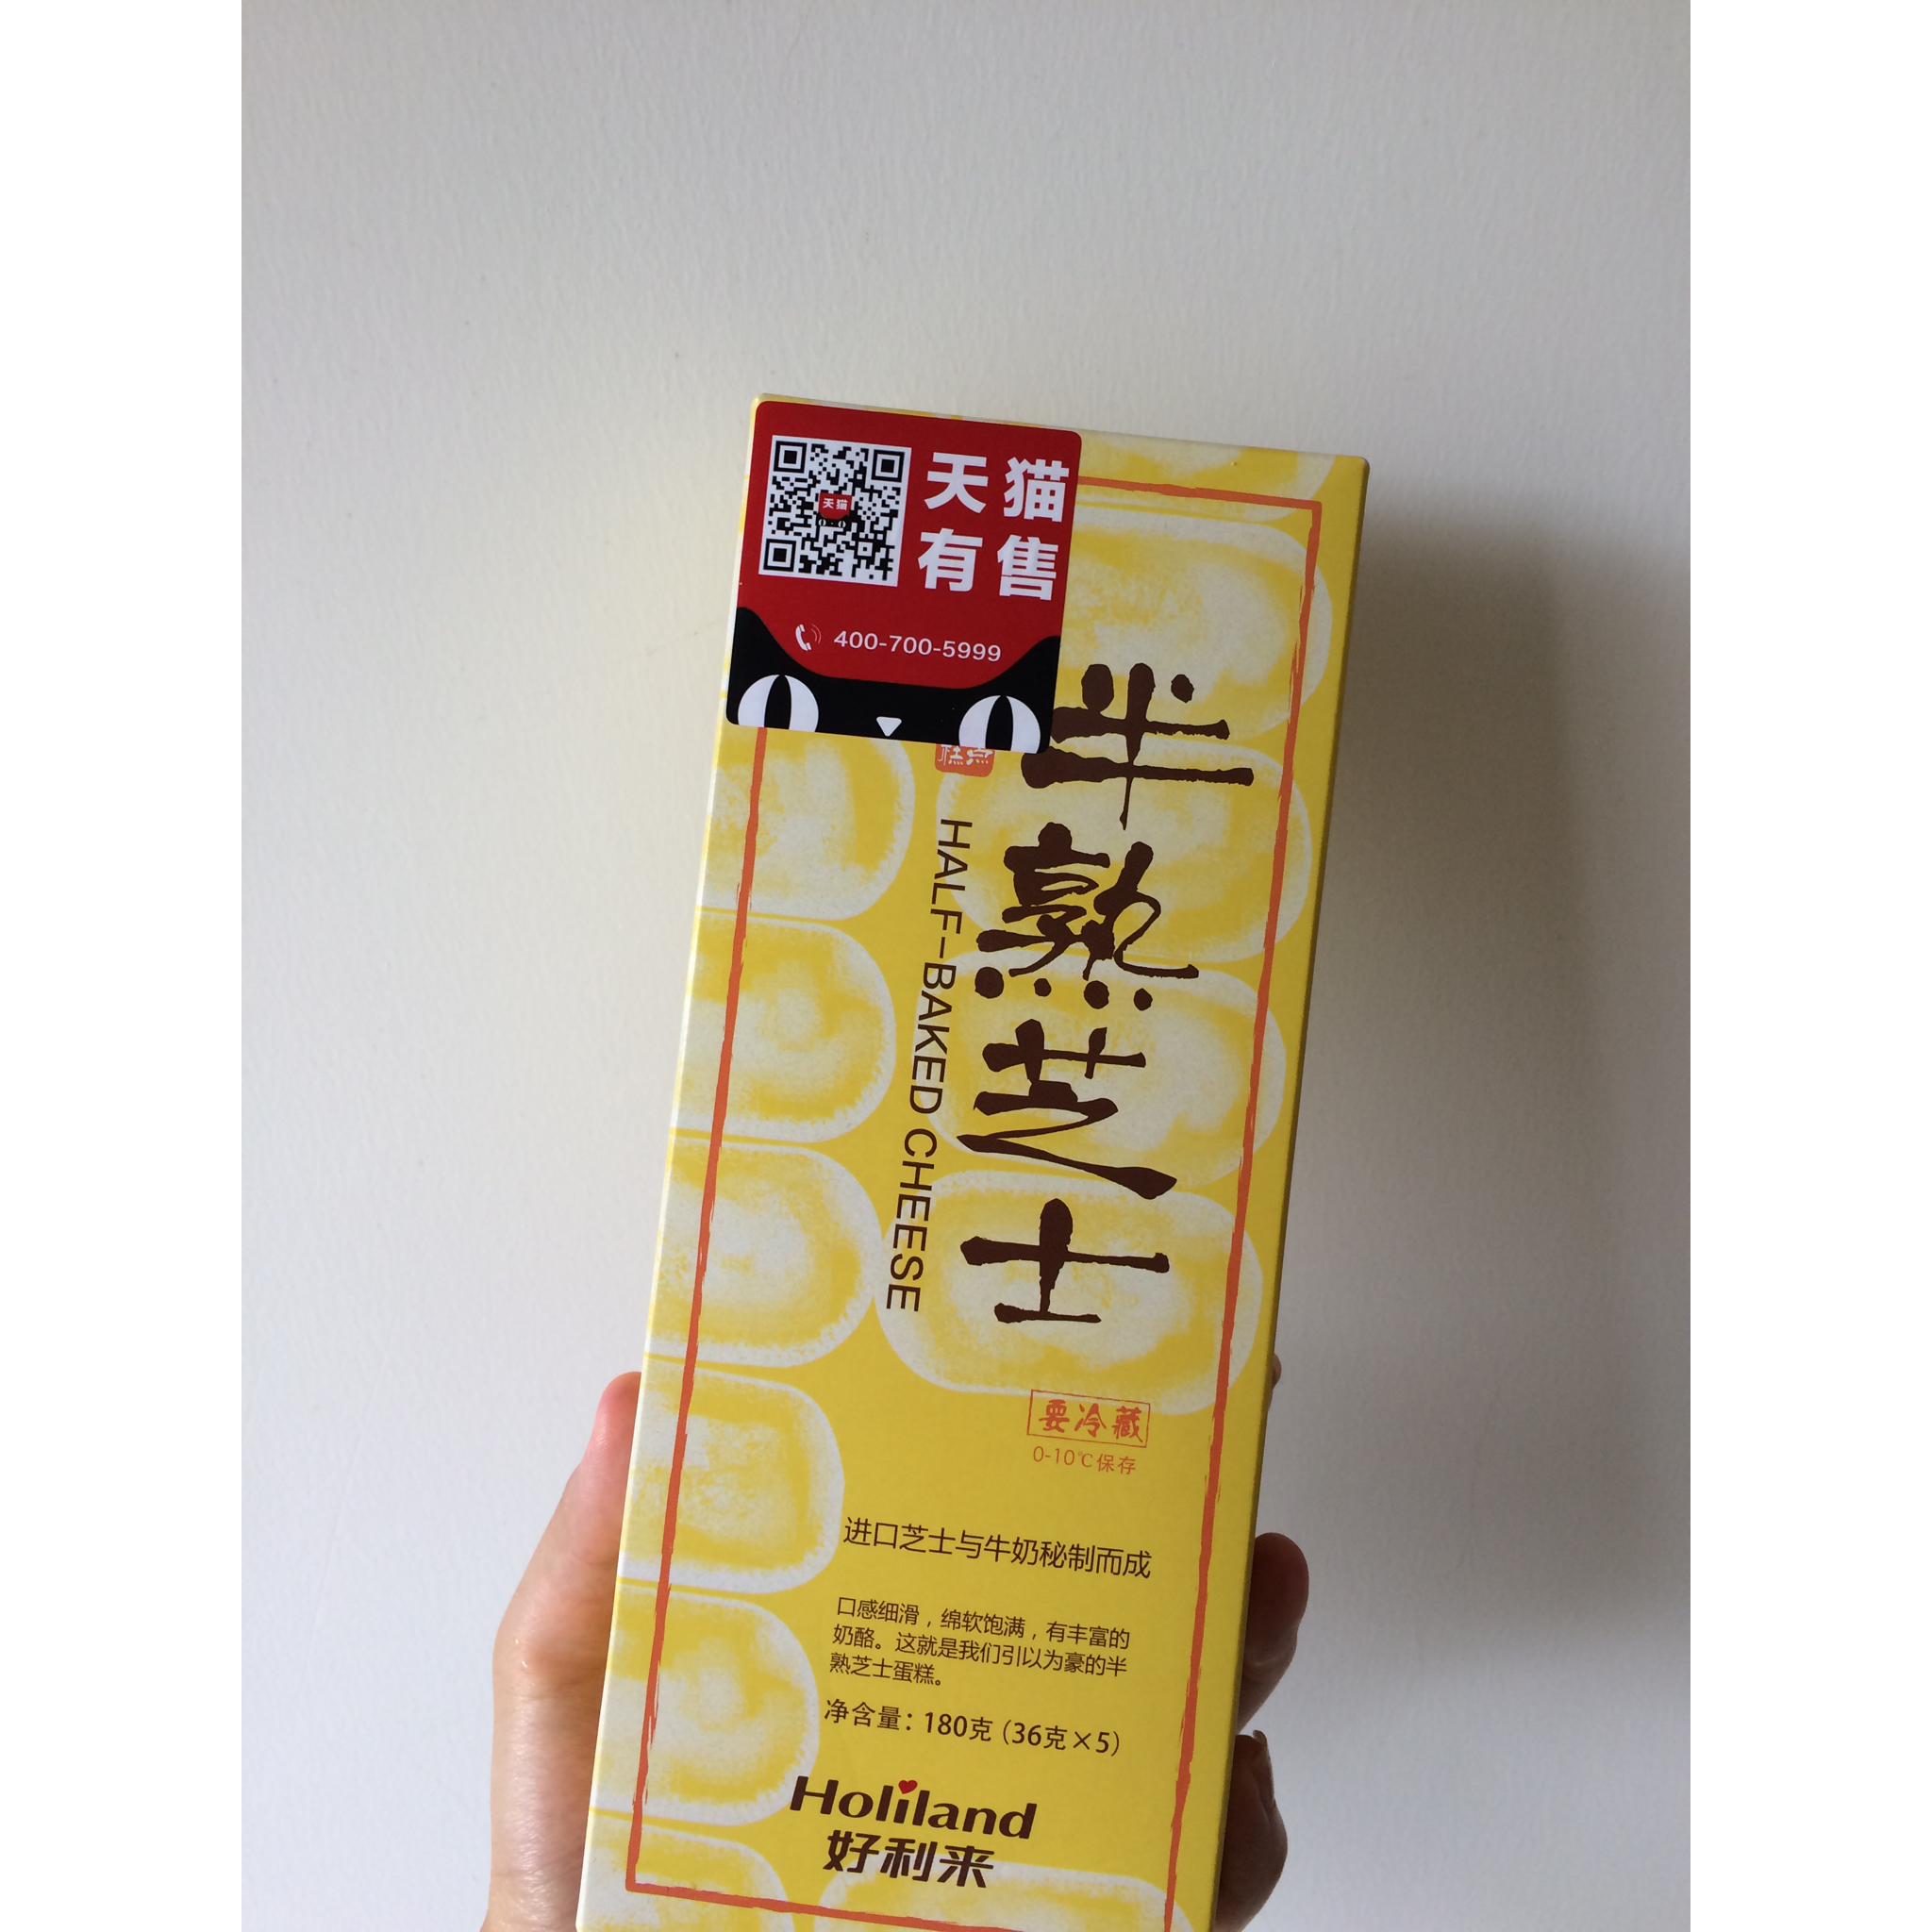 天猫
有售
天猫
400-700-5999
半熟芝士
HALF-BAKED CHEESE
要冷藏
0-10℃保存
进口芝士与牛奶秘制而成
口感细滑，绵软饱满，有丰富的
奶酪。这就是我们引以为豪的半
熟芝士蛋糕。
净含量：180克（36克×5）
Holiland
好利来